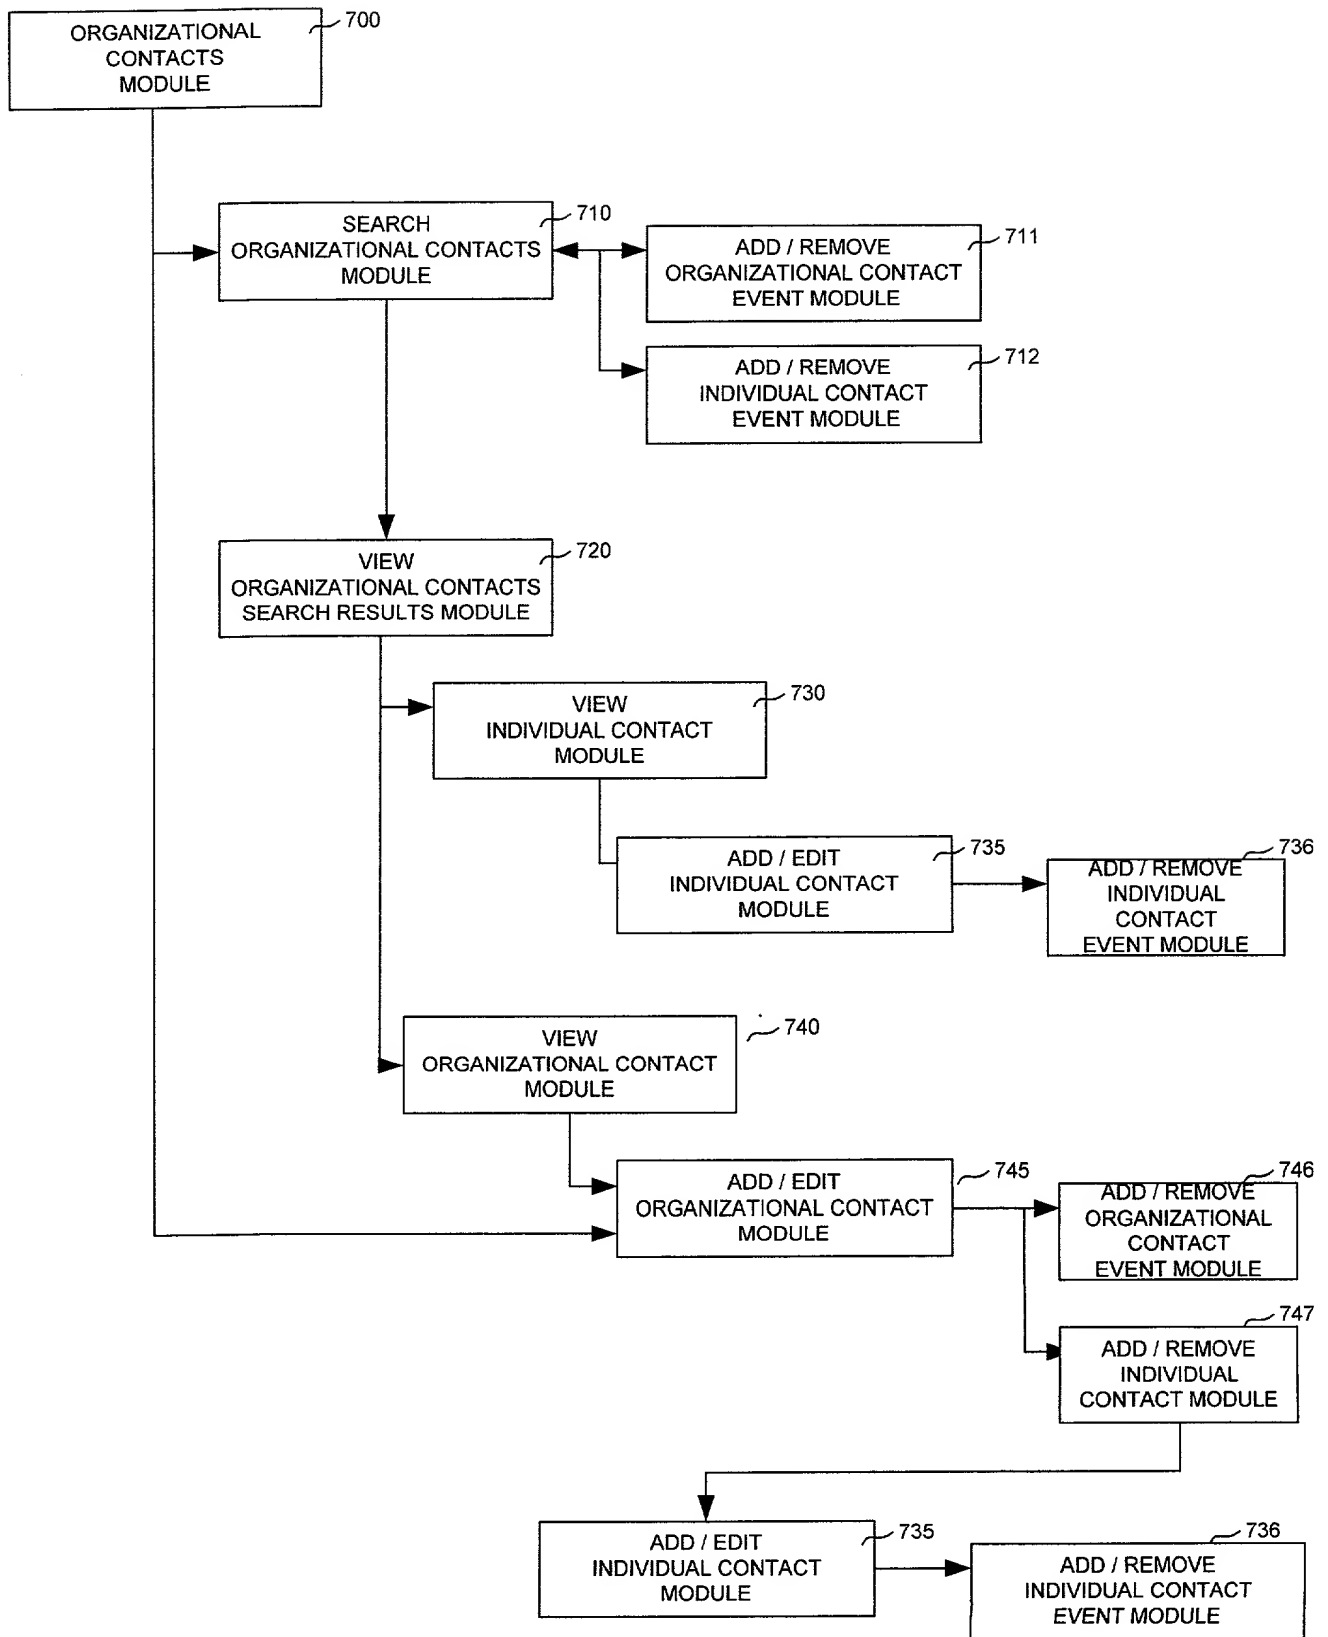 ORGANIZATIONAL
CONTACTS
MODULE
700
SEARCH
ORGANIZATIONAL CONTACTS
MODULE
710
ADD / REMOVE
ORGANIZATIONAL CONTACT
EVENT MODULE
711
ADD / REMOVE
INDIVIDUAL CONTACT
EVENT MODULE
712
VIEW
ORGANIZATIONAL CONTACTS
SEARCH RESULTS MODULE
720
VIEW
INDIVIDUAL CONTACT
MODULE
730
ADD / EDIT
INDIVIDUAL CONTACT
MODULE
735
ADD / REMOVE
INDIVIDUAL
CONTACT
EVENT MODULE
736
VIEW
ORGANIZATIONAL CONTACT
MODULE
740
ADD / EDIT
ORGANIZATIONAL CONTACT
MODULE
745
ADD / REMOVE
ORGANIZATIONAL
CONTACT
EVENT MODULE
746
ADD / REMOVE
INDIVIDUAL
CONTACT MODULE
747
ADD / EDIT
INDIVIDUAL CONTACT
MODULE
735
ADD / REMOVE
INDIVIDUAL CONTACT
EVENT MODULE
736